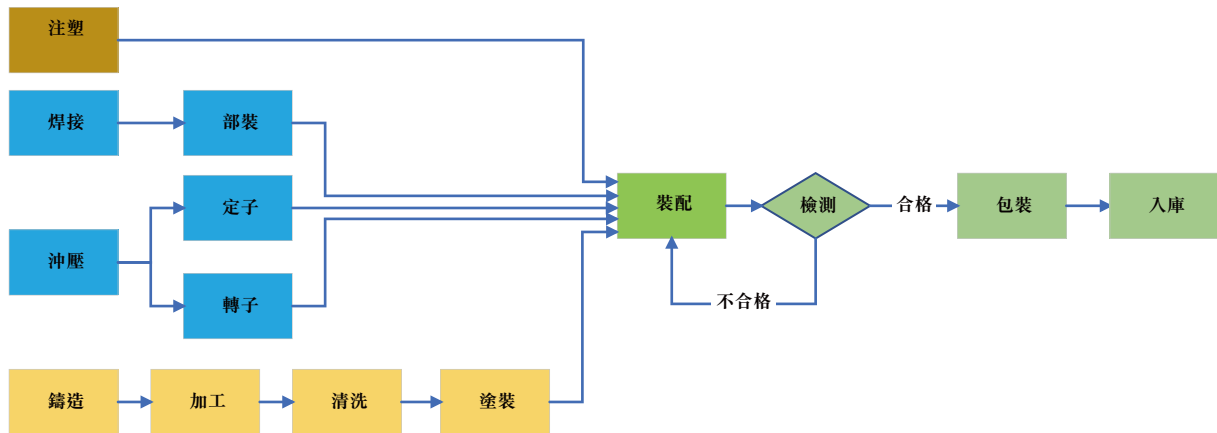 注塑
焊接
部裝
定子
沖壓
轉子
鑄造
加工
清洗
塗裝
裝配
檢測
合格
不合格
包裝
入庫